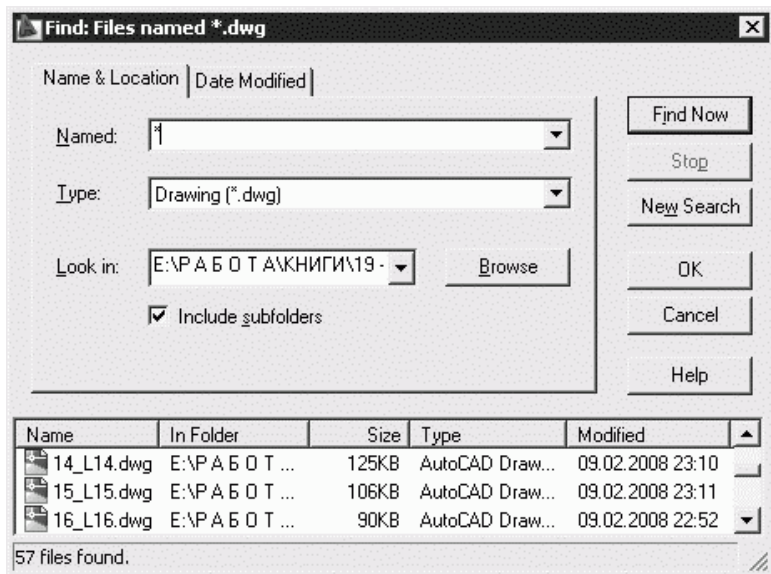 Find: Files named *.dwg
Name & Location Date Modified
Named: *
Find Now
Stop
Type: Drawing (*.dwg)
New Search
Look in: E:\Р А Б О Т А\КНИГИ\19 - Browse
OK
Include subfolders
Cancel
Help
Name In Folder Size Type Modified
14_L14.dwg E:\Р А Б О Т ... 125KB AutoCAD Draw... 09.02.2008 23:10
15_L15.dwg E:\Р А Б О Т ... 106KB AutoCAD Draw... 09.02.2008 23:11
16_L16.dwg E:\Р А Б О Т ... 90KB AutoCAD Draw... 09.02.2008 22:52
57 files found.